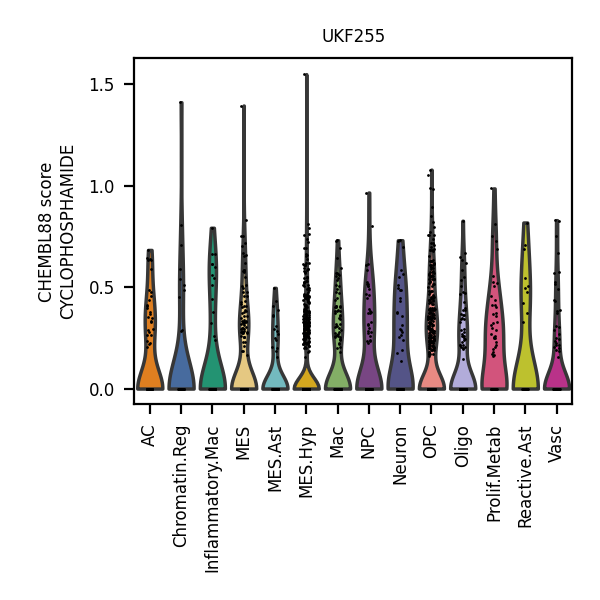 UKF255
CHEMBL88 score
CYCLOPHOSPHAMIDE
1.5
1.0
0.5
0.0
AC
Chromatin.Reg
Inflammatory.Mac
MES
MES.Ast
MES.Hyp
Mac
NPC
Neuron
OPC
Oligo
Prolif.Metab
Reactive.Ast
Vasc